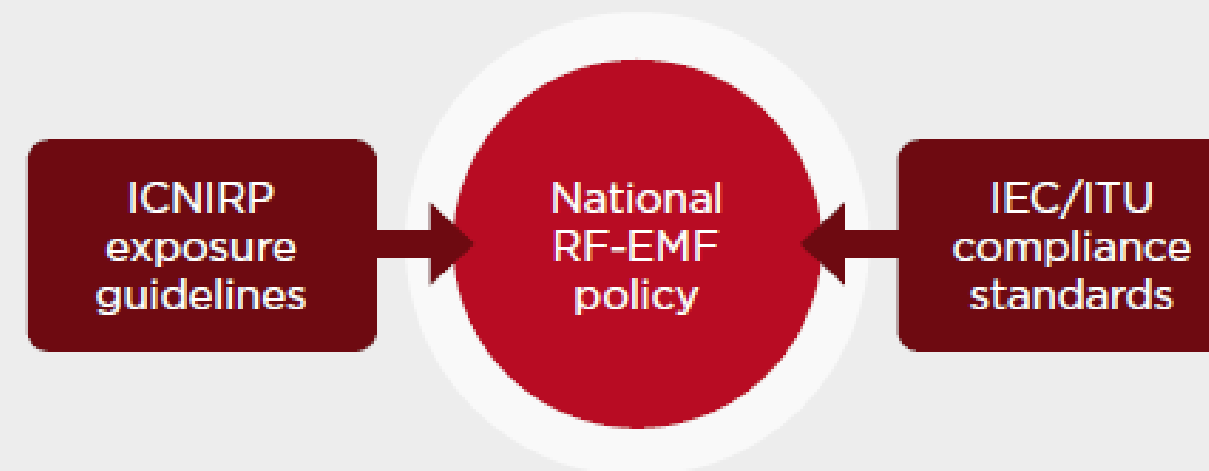 ICNIRP
exposure
guidelines
National
RF-EMF
policy
IEC/ITU
compliance
standards